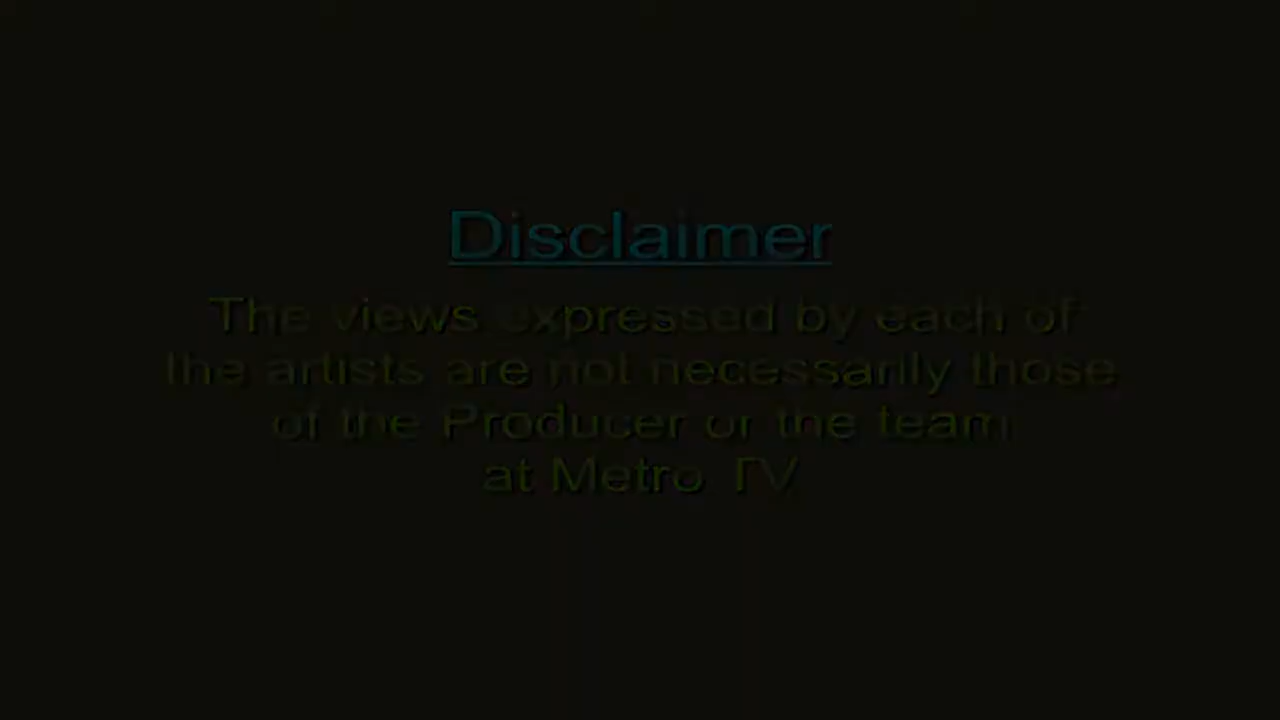 Disclaimer
The views expressed by each of
the artists are not necessarily those
of the Producer or the team
at Metro TV